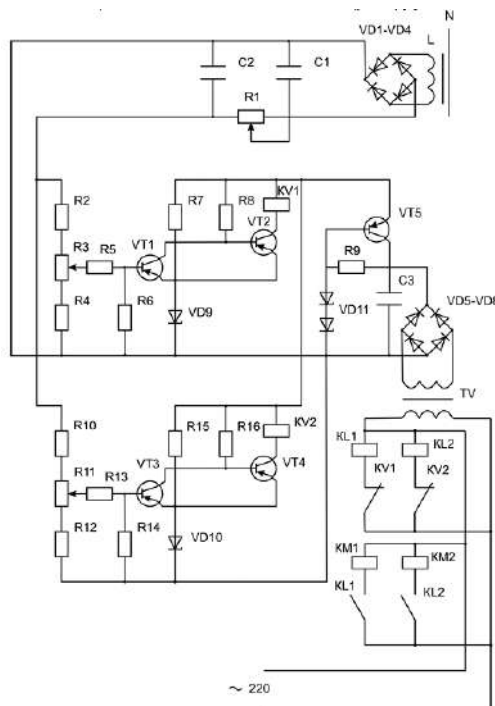 N
VD1-VD4
L
C2
C1
R1
R2
R7
R8
KV1
VT5
VT1
VT2
R3
R5
R9
R4
R6
VD9
VD11
C3
VD5-VD8
TV
R10
R15
R16
KV2
KL1
KL2
R11
R13
VT3
VT4
KV1
KV2
R12
R14
VD10
KM1
KM2
KL1
KL2
~ 220